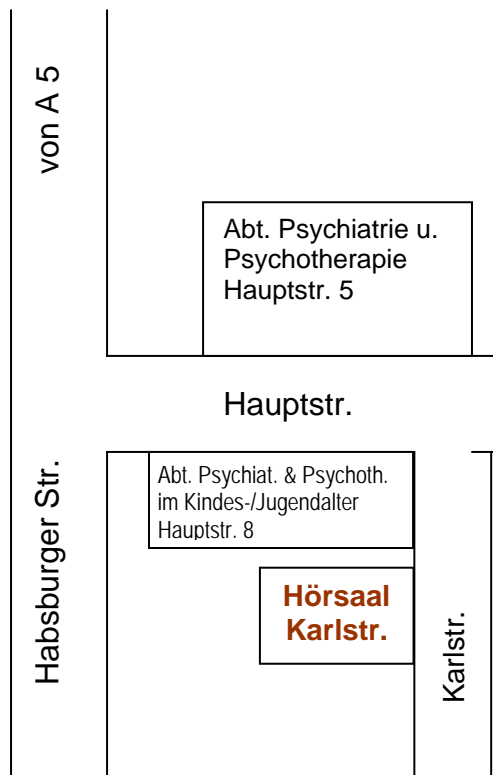 von A 5
Abt. Psychiatrie u.
Psychotherapie
Hauptstr. 5
Hauptstr.
Habsburger Str.
Abt. Psychiat. & Psychoth.
im Kindes-/Jugendalter
Hauptstr. 8
Hörsaal
Karlstr.
Karlstr.